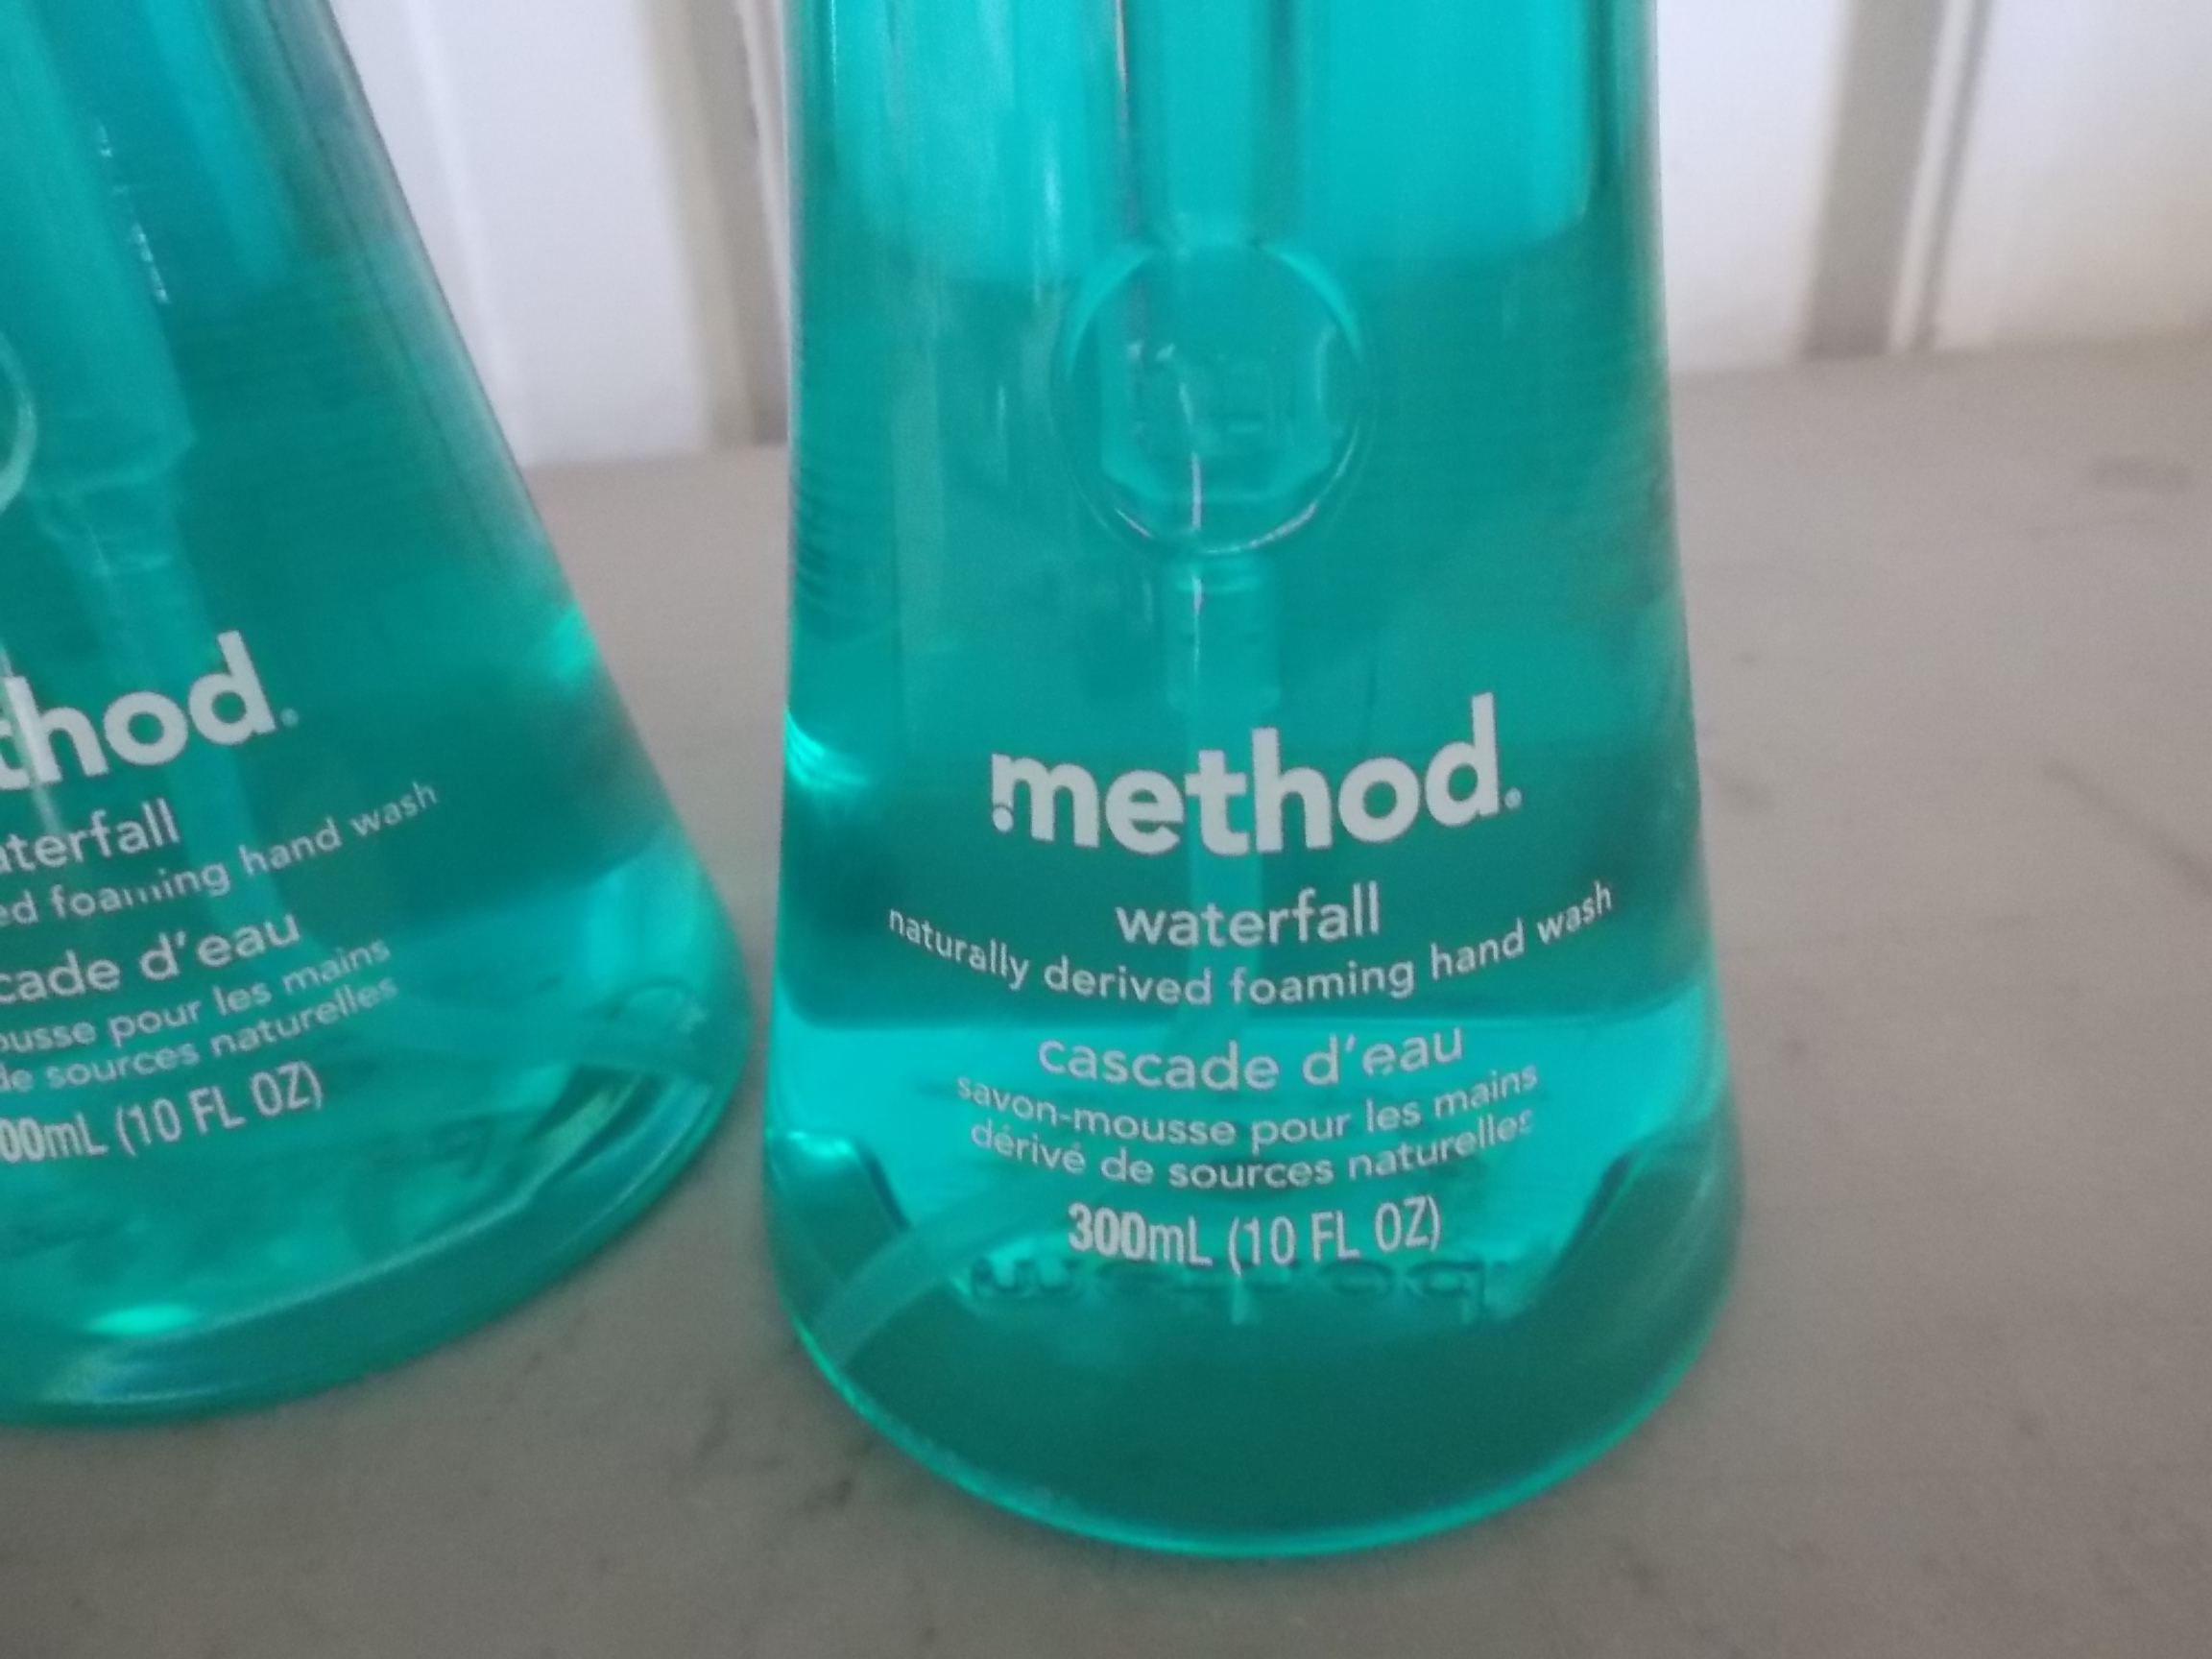 thod.
aterfall
ed foaming hand wash
cade d'eau
ousse pour les mains
de sources naturelles
00mL (10 FL OZ)
method.
waterfall
naturally derived foaming hand wash
cascade d'eau
savon-mousse pour les mains
dérivé de sources naturelles
300mL (10 FL OZ)